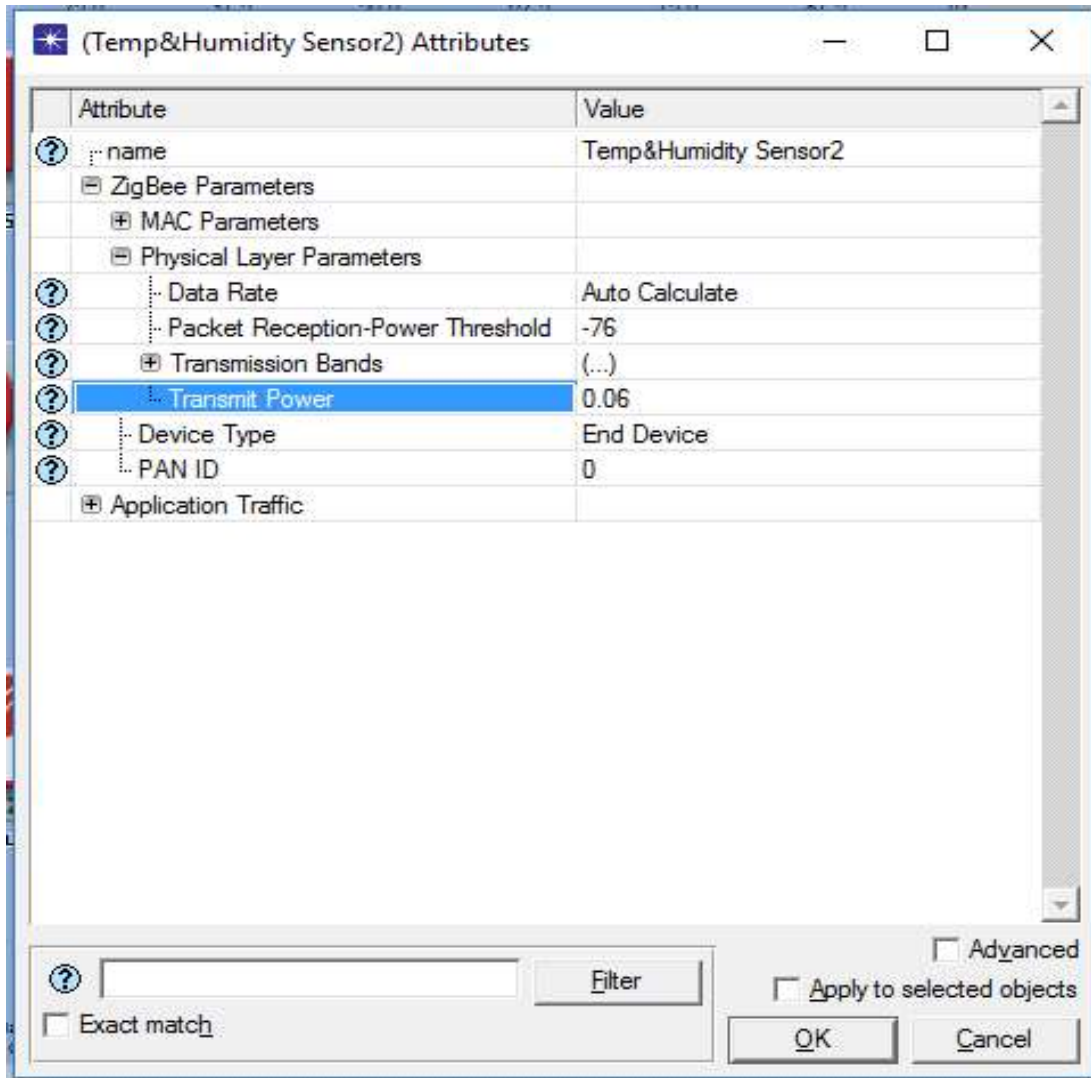 (Temp&Humidity Sensor2) Attributes
Attribute Value
name Temp&Humidity Sensor2
ZigBee Parameters
MAC Parameters
Physical Layer Parameters
Data Rate Auto Calculate
Packet Reception-Power Threshold -76
Transmission Bands (...)
Transmit Power 0.06
Device Type End Device
PAN ID 0
Application Traffic
Advanced
Filter
Apply to selected objects
Exact match
OK Cancel